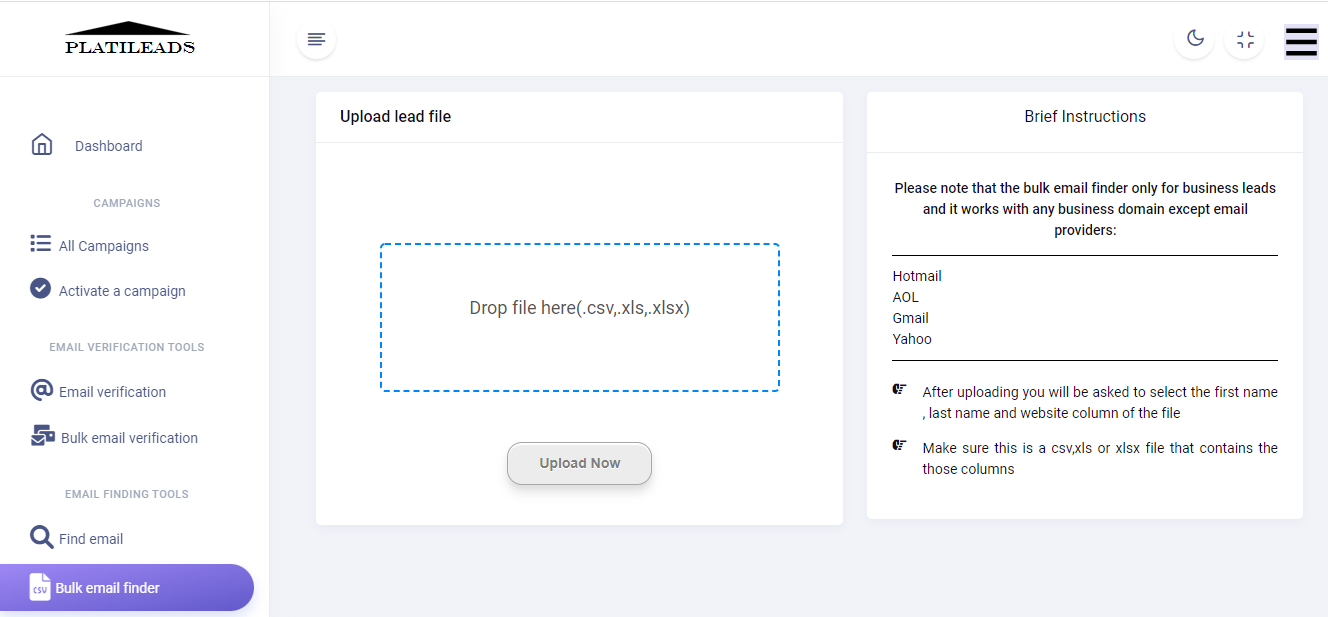 PLATILEADS
Dashboard
CAMPAIGNS
All Campaigns
Activate a campaign
EMAIL VERIFICATION TOOLS
Email verification
Bulk email verification
EMAIL FINDING TOOLS
Find email
CSV
Bulk email finder
Upload lead file
Drop file here(.csv,.xls,.xlsx)
Upload Now
Brief Instructions
Please note that the bulk email finder only for business leads
and it works with any business domain except email
providers:
Hotmail
AOL
Gmail
Yahoo
After uploading you will be asked to select the first name
, last name and website column of the file
Make sure this is a csv,xls or xlsx file that contains the
those columns